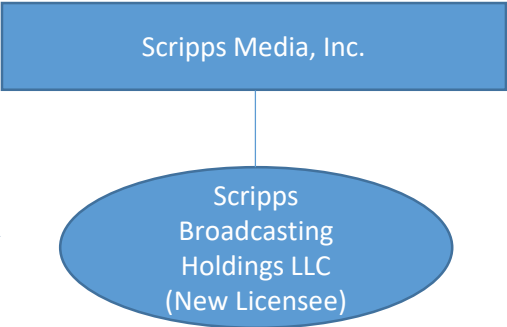 Scripps Media, Inc.
Scripps
Broadcasting
Holdings LLC
(New Licensee)